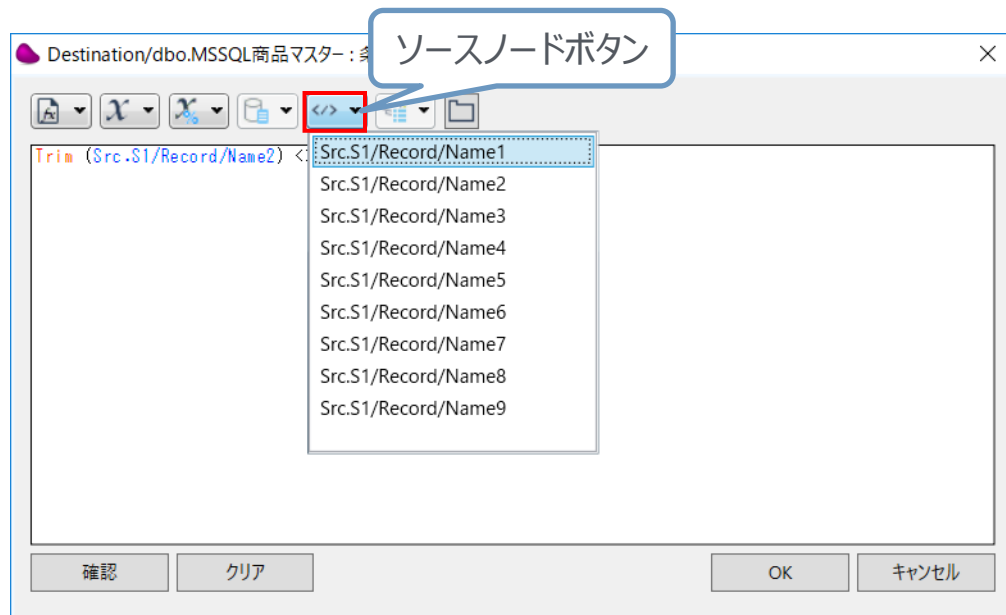 ソースノードボタン
Destination/dbo.MSSQL商品マスター : 条
Trim (Src.S1/Record/Name2) <
Src.S1/Record/Name1
Src.S1/Record/Name2
Src.S1/Record/Name3
Src.S1/Record/Name4
Src.S1/Record/Name5
Src.S1/Record/Name6
Src.S1/Record/Name7
Src.S1/Record/Name8
Src.S1/Record/Name9
確認 クリア OK キャンセル